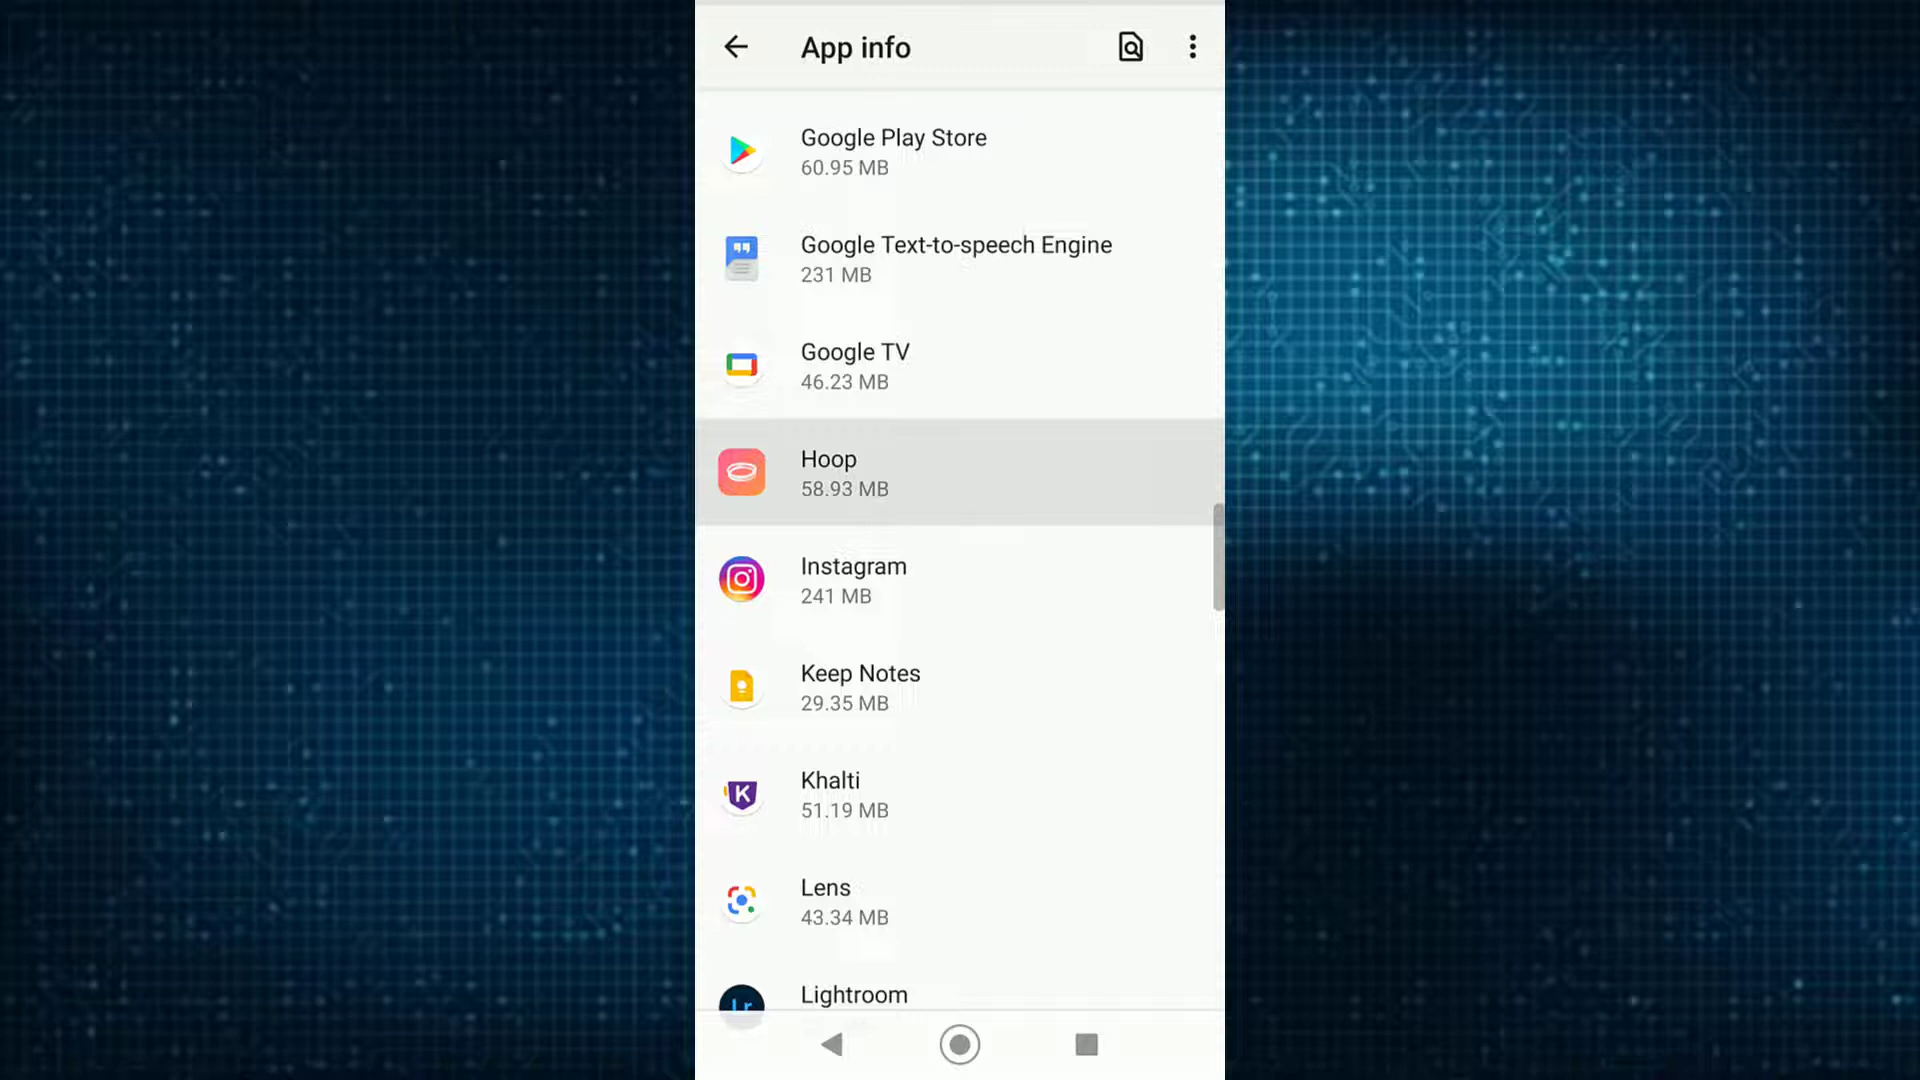 App info
Google Play Store
60.95 MB
Google Text-to-speech Engine
231 MB
Google TV
46.23 MB
Hoop
58.93 MB
Instagram
241 MB
Keep Notes
29.35 MB
K
Khalti
51.19 MB
Lens
43.34 MB
Lr
Lightroom